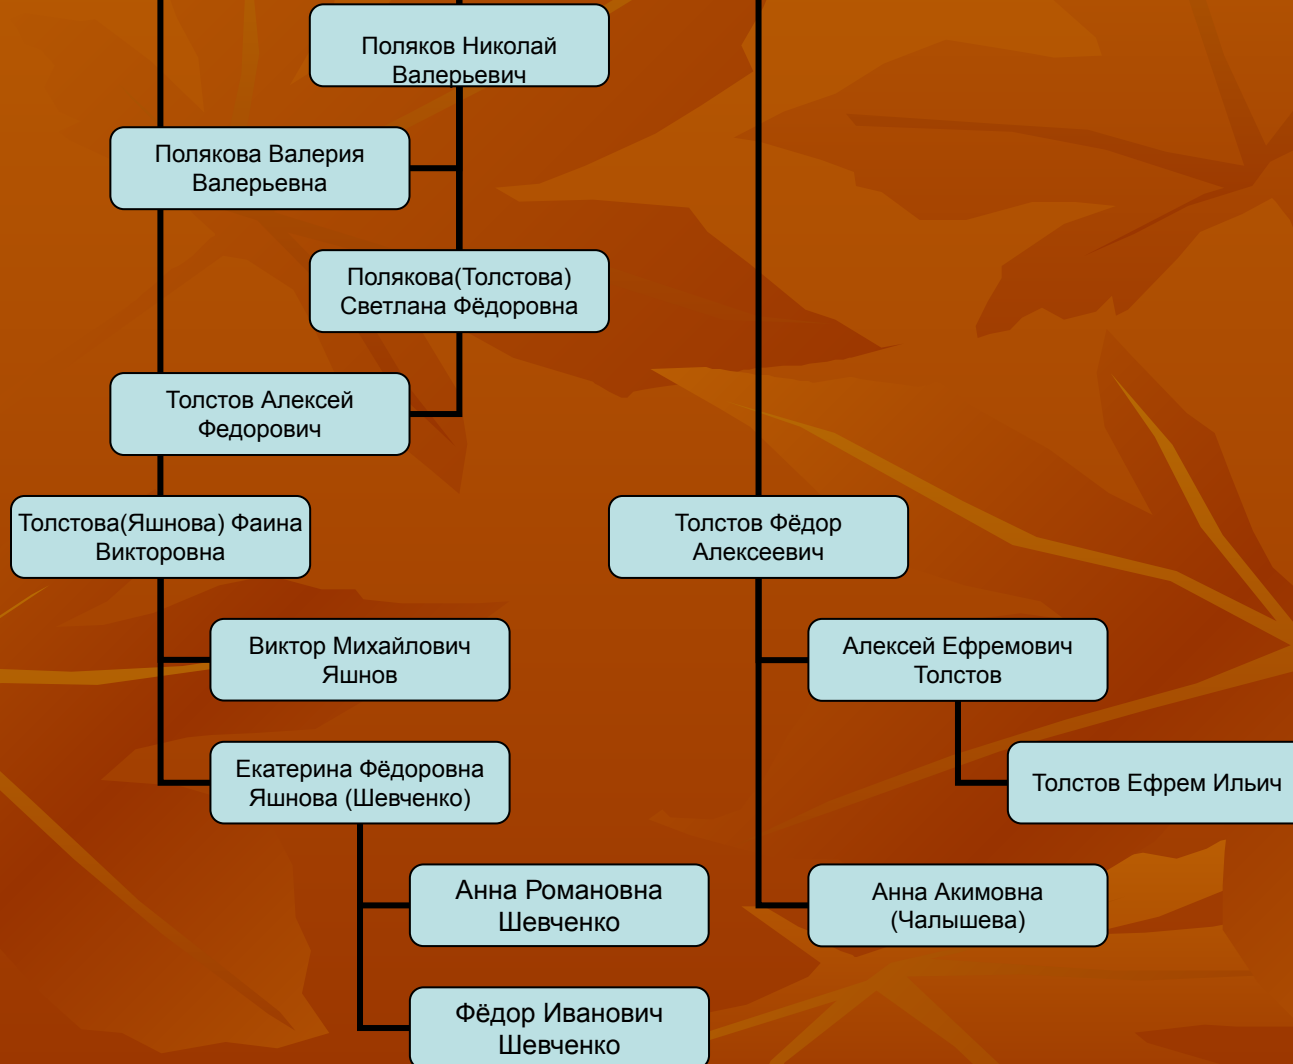 Поляков Николай
Валерьевич
Полякова Валерия
Валерьевна
Полякова(Толстова)
Светлана Фёдоровна
Толстов Алексей
Федорович
Толстова(Яшнова) Фаина
Викторовна
Толстов Фёдор
Алексеевич
Виктор Михайлович
Яшнов
Алексей Ефремович
Толстов
Екатерина Фёдоровна
Яшнова (Шевченко)
Толстов Ефрем Ильич
Анна Романовна
Шевченко
Анна Акимовна
(Чалышева)
Фёдор Иванович
Шевченко